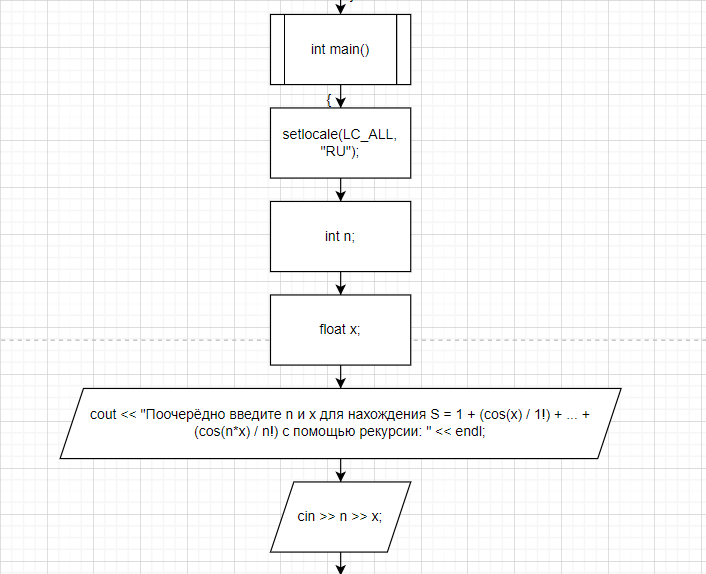 int main()
{
setlocale(LC_ALL,
"RU");
int n;
float x;
cout << "Поочерёдно введите n и x для нахождения S = 1 + (cos(x) / 1!) + ... +
(cos(n*x) / n!) с помощью рекурсии: " << endl;
cin >> n >> x;